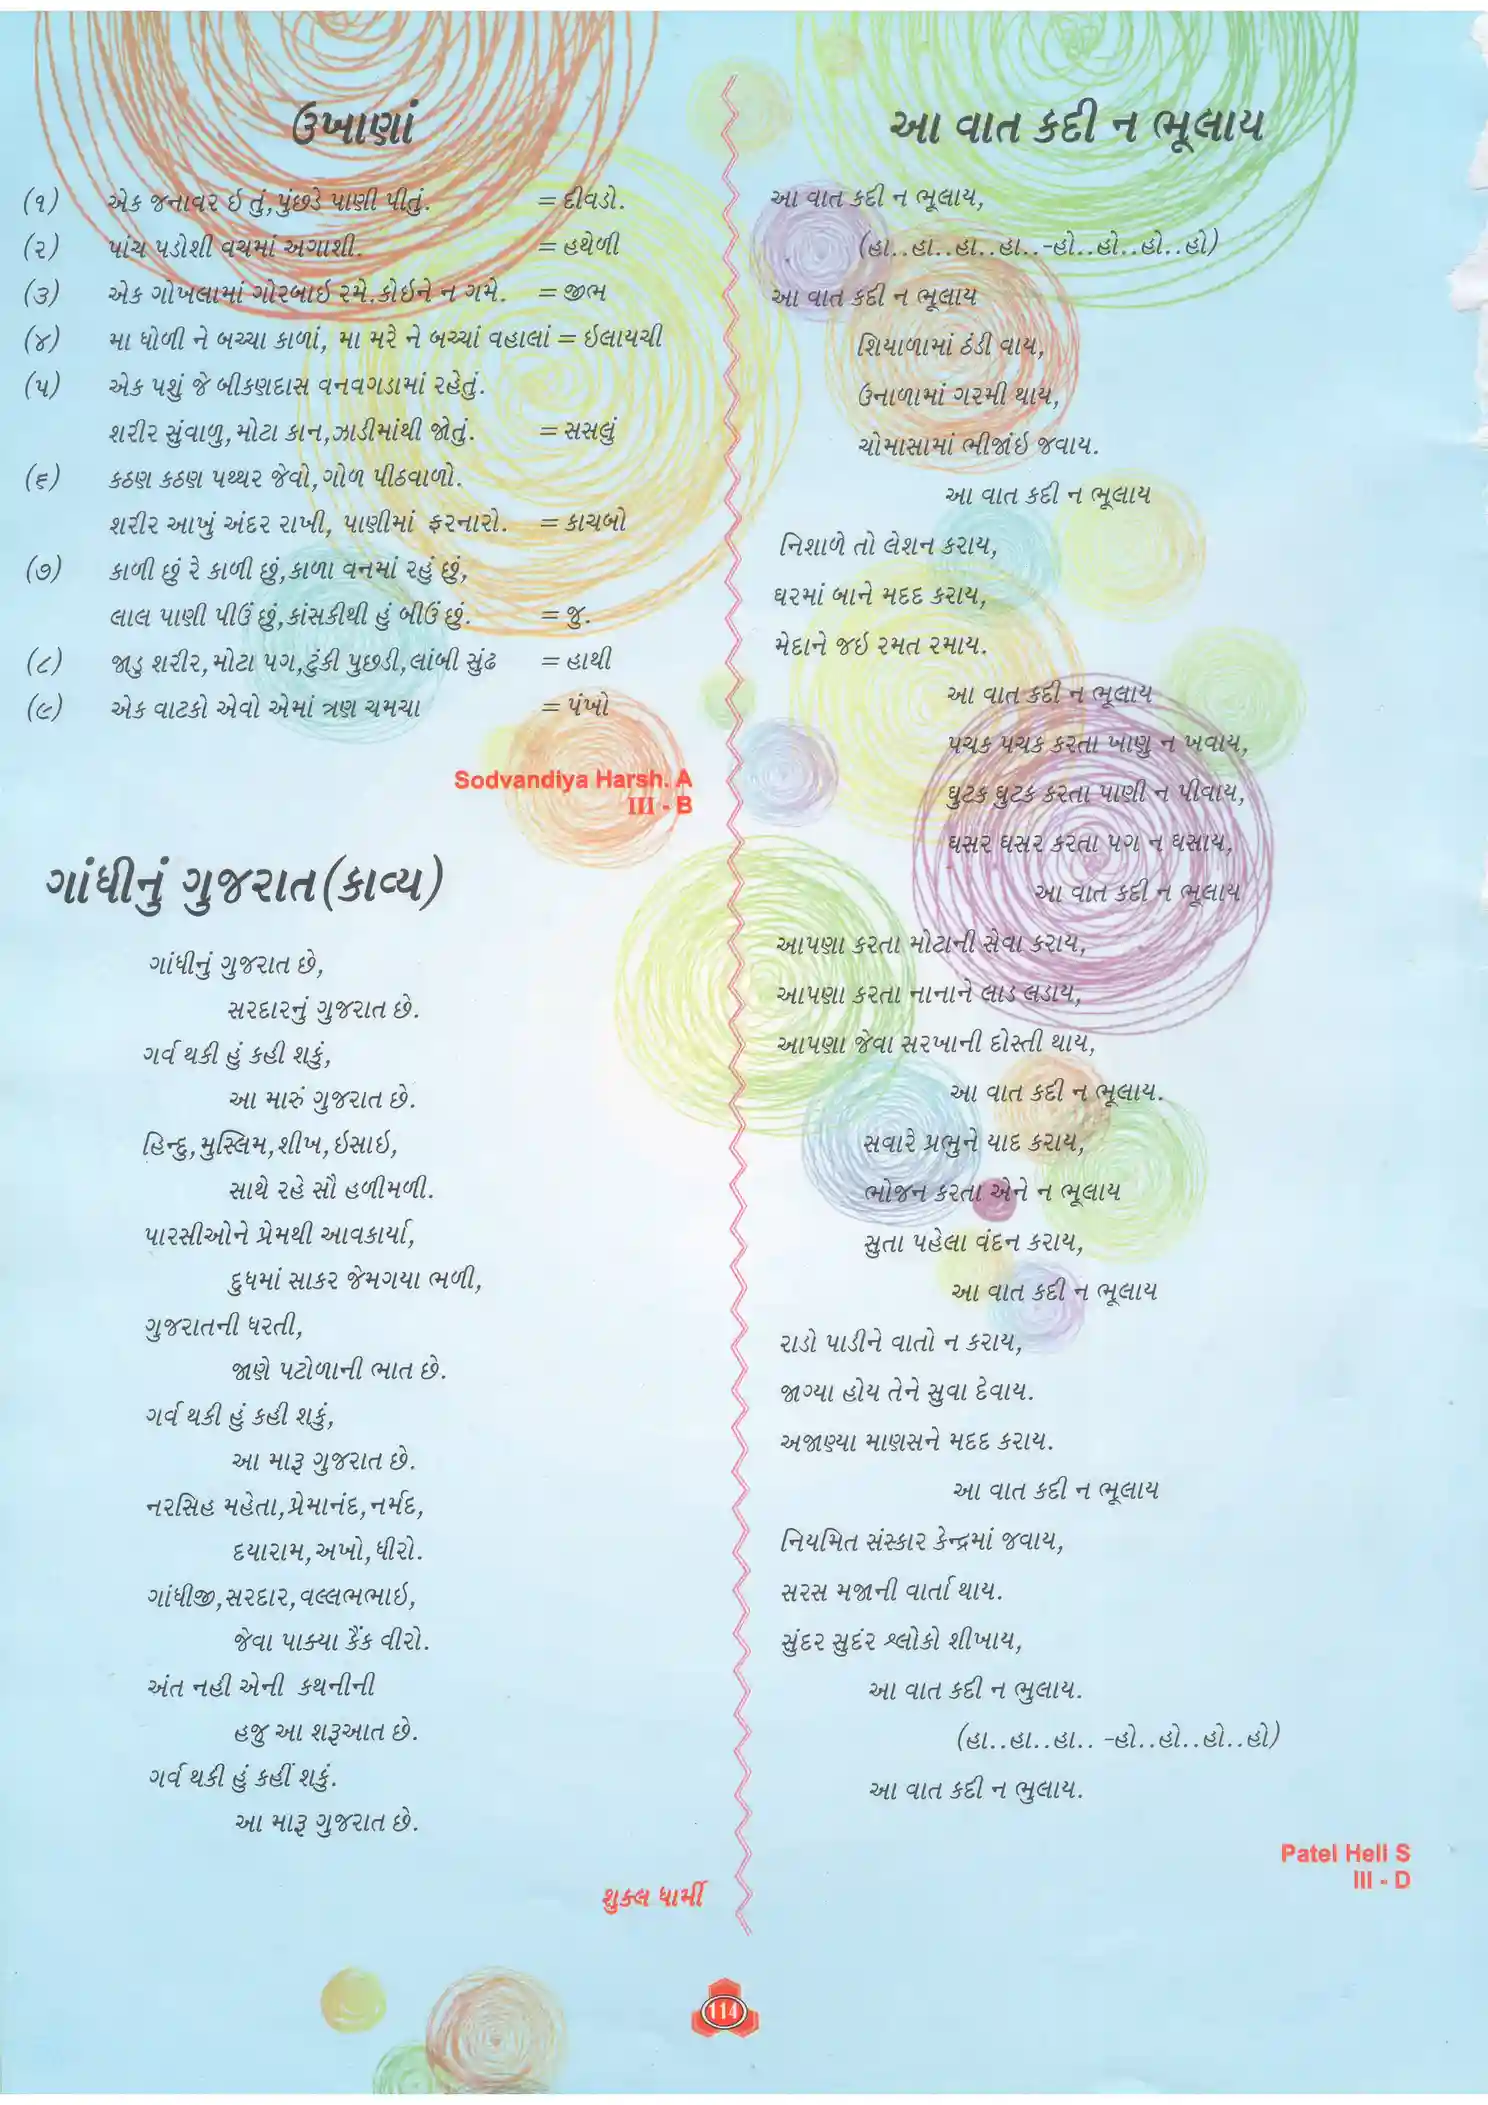 ઉખાણાં
(૧) એક જનાવર ઇ તું,પુંછડે પાણી પીતું. = દીવડો.
(૨) પાંચ પડોશી વચમાં અગાશી. = હથેળી
(૩) એક ગોખલામાં ગોરબાઇ રમે.કોઇને ન ગમે. = જીભ
(૪) મા ધોળી ને બચ્ચા કાળાં, મા મરે ને બચ્ચાં વહાલાં = ઇલાયચી
(૫) એક પશું જે બીકણદાસ વનવગડામાં રહેતું.
શરીર સુંવાળુ,મોટા કાન,ઝાડીમાંથી જોતું. = સસલું
(૬) કઠણ કઠણ પથ્થર જેવો,ગોળ પીઠવાળો.
શરીર આખું અંદર રાખી, પાણીમાં ફરનારો. = કાચબો
(૭) કાળી છું રે કાળી છું,કાળા વનમાં રહું છું,
લાલ પાણી પીઉં છું,કાંસકીથી હું બીઉં છું. = જુ.
(૮) જાડુ શરીર,મોટા પગ,ટુંકી પુછડી,લાંબી સુંઢ = હાથી
(૯) એક વાટકો એવો એમાં ત્રણ ચમચા = પંખો
Sodvandiya Harsh. A
III - B
ગાંધીનું ગુજરાત(કાવ્ય)
ગાંધીનું ગુજરાત છે,
સરદારનું ગુજરાત છે.
ગર્વ થકી હું કહી શકું,
આ મારું ગુજરાત છે.
હિન્દુ,મુસ્લિમ,શીખ,ઇસાઇ,
સાથે રહે સૌ હળીમળી.
પારસીઓને પ્રેમથી આવકાર્યા,
દુધમાં સાકર જેમગયા ભળી,
ગુજરાતની ધરતી,
જાણે પટોળાની ભાત છે.
ગર્વ થકી હું કહી શકું,
આ મારૂ ગુજરાત છે.
નરસિહ મહેતા,પ્રેમાનંદ,નર્મદ,
દયારામ,અખો,ધીરો.
ગાંધીજી,સરદાર,વલ્લભભાઇ,
જેવા પાક્યા કૈંક વીરો.
અંત નહી એની કથનીની
હજુ આ શરૂઆત છે.
ગર્વ થકી હું કહીં શકું.
આ મારૂ ગુજરાત છે.
શુક્લ ધાર્મી
આ વાત કદી ન ભૂલાય
આ વાત કદી ન ભૂલાય,
(હા..હા..હા..હા..-હો..હો..હો..હો)
આ વાત કદી ન ભૂલાય
શિયાળામાં ઠંડી વાય,
ઉનાળામાં ગરમી થાય,
ચોમાસામાં ભીજાંઇ જવાય.
આ વાત કદી ન ભૂલાય
નિશાળે તો લેશન કરાય,
ઘરમાં બાને મદદ કરાય,
મેદાને જઇ રમત રમાય.
આ વાત કદી ન ભૂલાય
પચક પચક કરતા ખાણુ ન ખવાય,
ઘુટક ઘુટક કરતા પાણી ન પીવાય,
ઘસર ઘસર કરતા પગ ન ઘસાય,
આ વાત કદી ન ભૂલાય
આપણા કરતા મોટાની સેવા કરાય,
આપણા કરતા નાનાને લાડ લડાય,
આપણા જેવા સરખાની દોસ્તી થાય,
આ વાત કદી ન ભૂલાય.
સવારે પ્રભુને યાદ કરાય,
ભોજન કરતા એને ન ભૂલાય
સુતા પહેલા વંદન કરાય,
આ વાત કદી ન ભૂલાય
રાડો પાડીને વાતો ન કરાય,
જાગ્યા હોય તેને સુવા દેવાય.
અજાણ્યા માણસને મદદ કરાય.
આ વાત કદી ન ભૂલાય
નિયમિત સંસ્કાર કેન્દ્રમાં જવાય,
સરસ મજાની વાર્તા થાય.
સુંદર સુદંર શ્લોકો શીખાય,
આ વાત કદી ન ભુલાય.
(હા..હા..હા.. -હો..હો..હો..હો)
આ વાત કદી ન ભુલાય.
Patel Heli S
III - D
114